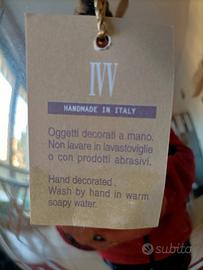 IVV
HANDMADE IN ITALY
Oggetti decorati a mano.
Non lavare in lavastoviglie
o con prodotti abrasivi.
Hand decorated.
Wash by hand in warm
soapy water.
subito